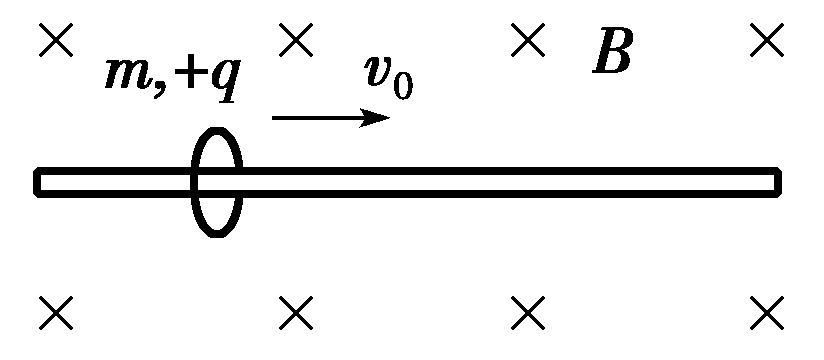 × × × ×
m,+q v₀ B
× × × ×